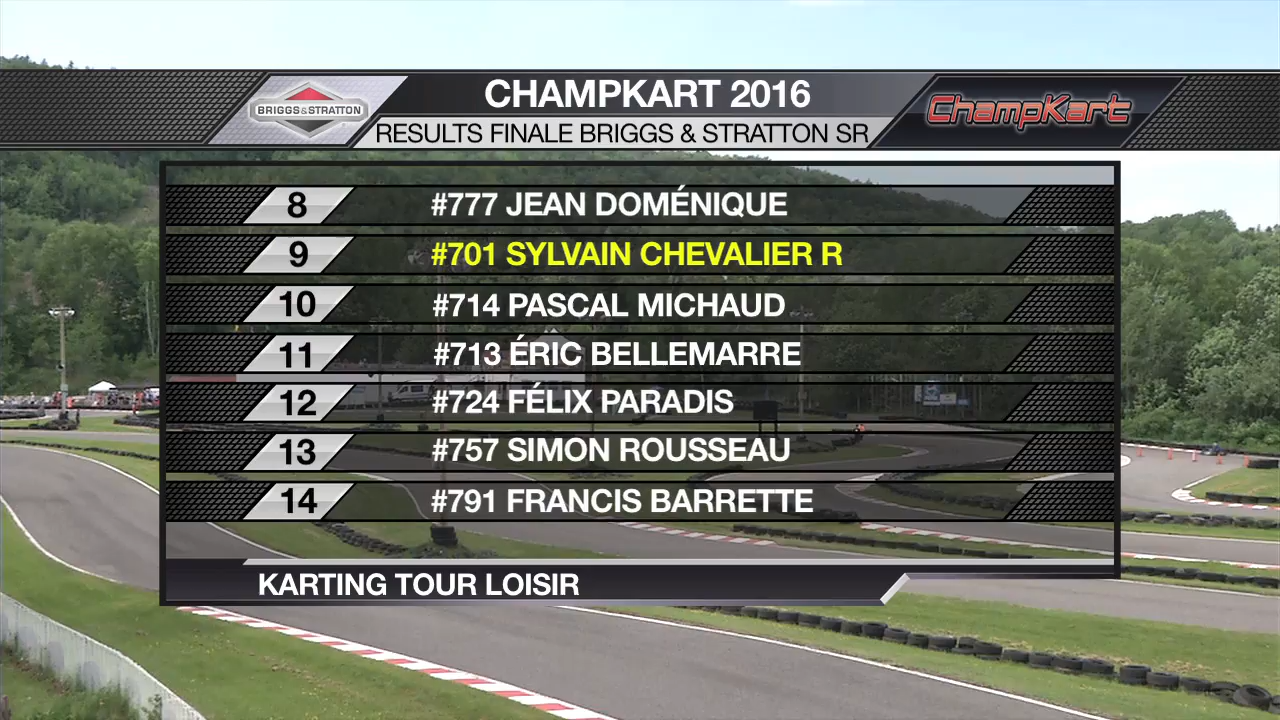 BRIGGS & STRATTON
CHAMPKART 2016
RESULTS FINALE BRIGGS & STRATTON SR
ChampKart
8 #777 JEAN DOMÉNIQUE
9 #701 SYLVAIN CHEVALIER R
10 #714 PASCAL MICHAUD
11 #713 ÉRIC BELLEMARRE
12 #724 FÉLIX PARADIS
13 #757 SIMON ROUSSEAU
14 #791 FRANCIS BARRETTE
KARTING TOUR LOISIR